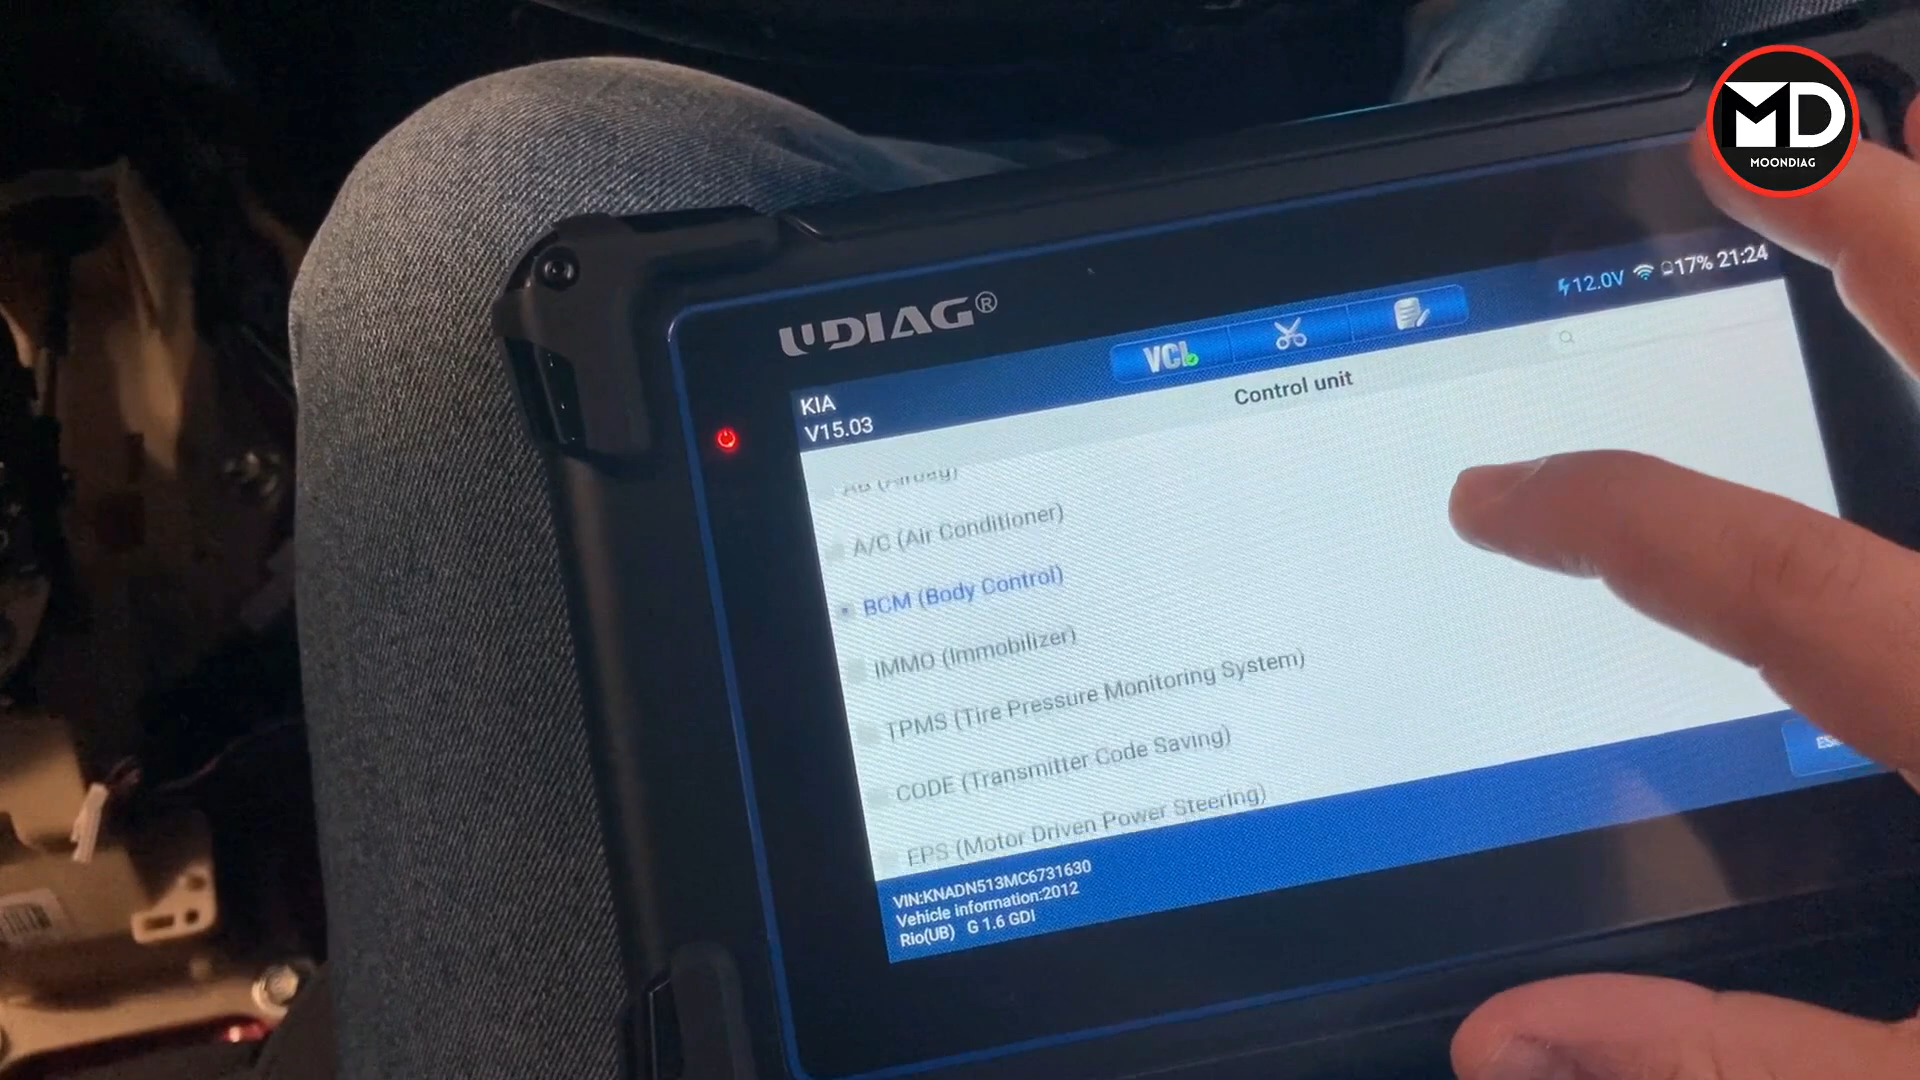 MD
MOONDIAG
UDIAG®
12.0V 17% 21:24
VCI
KIA
V15.03
Control unit
A/C (Air Conditioner)
BCM (Body Control)
IMMO (Immobilizer)
TPMS (Tire Pressure Monitoring System)
CODE (Transmitter Code Saving)
EPS (Motor Driven Power Steering)
VIN:KNADN513MC6731630
Vehicle information:2012
Rio(UB) G 1.6 GDI